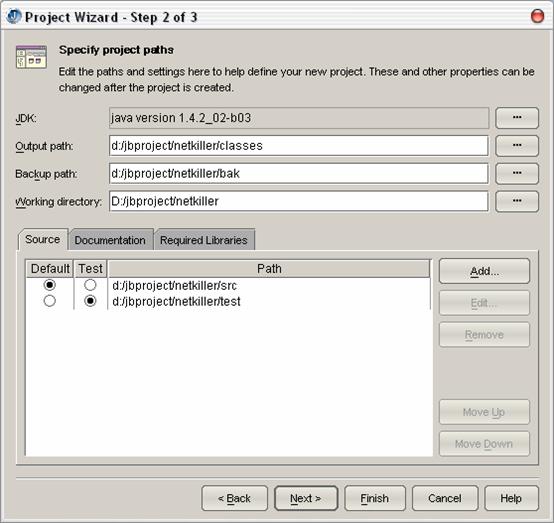 Project Wizard - Step 2 of 3
Specify project paths
Edit the paths and settings here to help define your new project. These and other properties can be
changed after the project is created.
JDK: java version 1.4.2_02-b03 ...
Output path: d:/jbproject/netkiller/classes ...
Backup path: d:/jbproject/netkiller/bak ...
Working directory: D:/jbproject/netkiller ...
Source Documentation Required Libraries
Default Test Path
d:/jbproject/netkiller/src
d:/jbproject/netkiller/test
Add...
Edit...
Remove
Move Up
Move Down
< Back Next > Finish Cancel Help